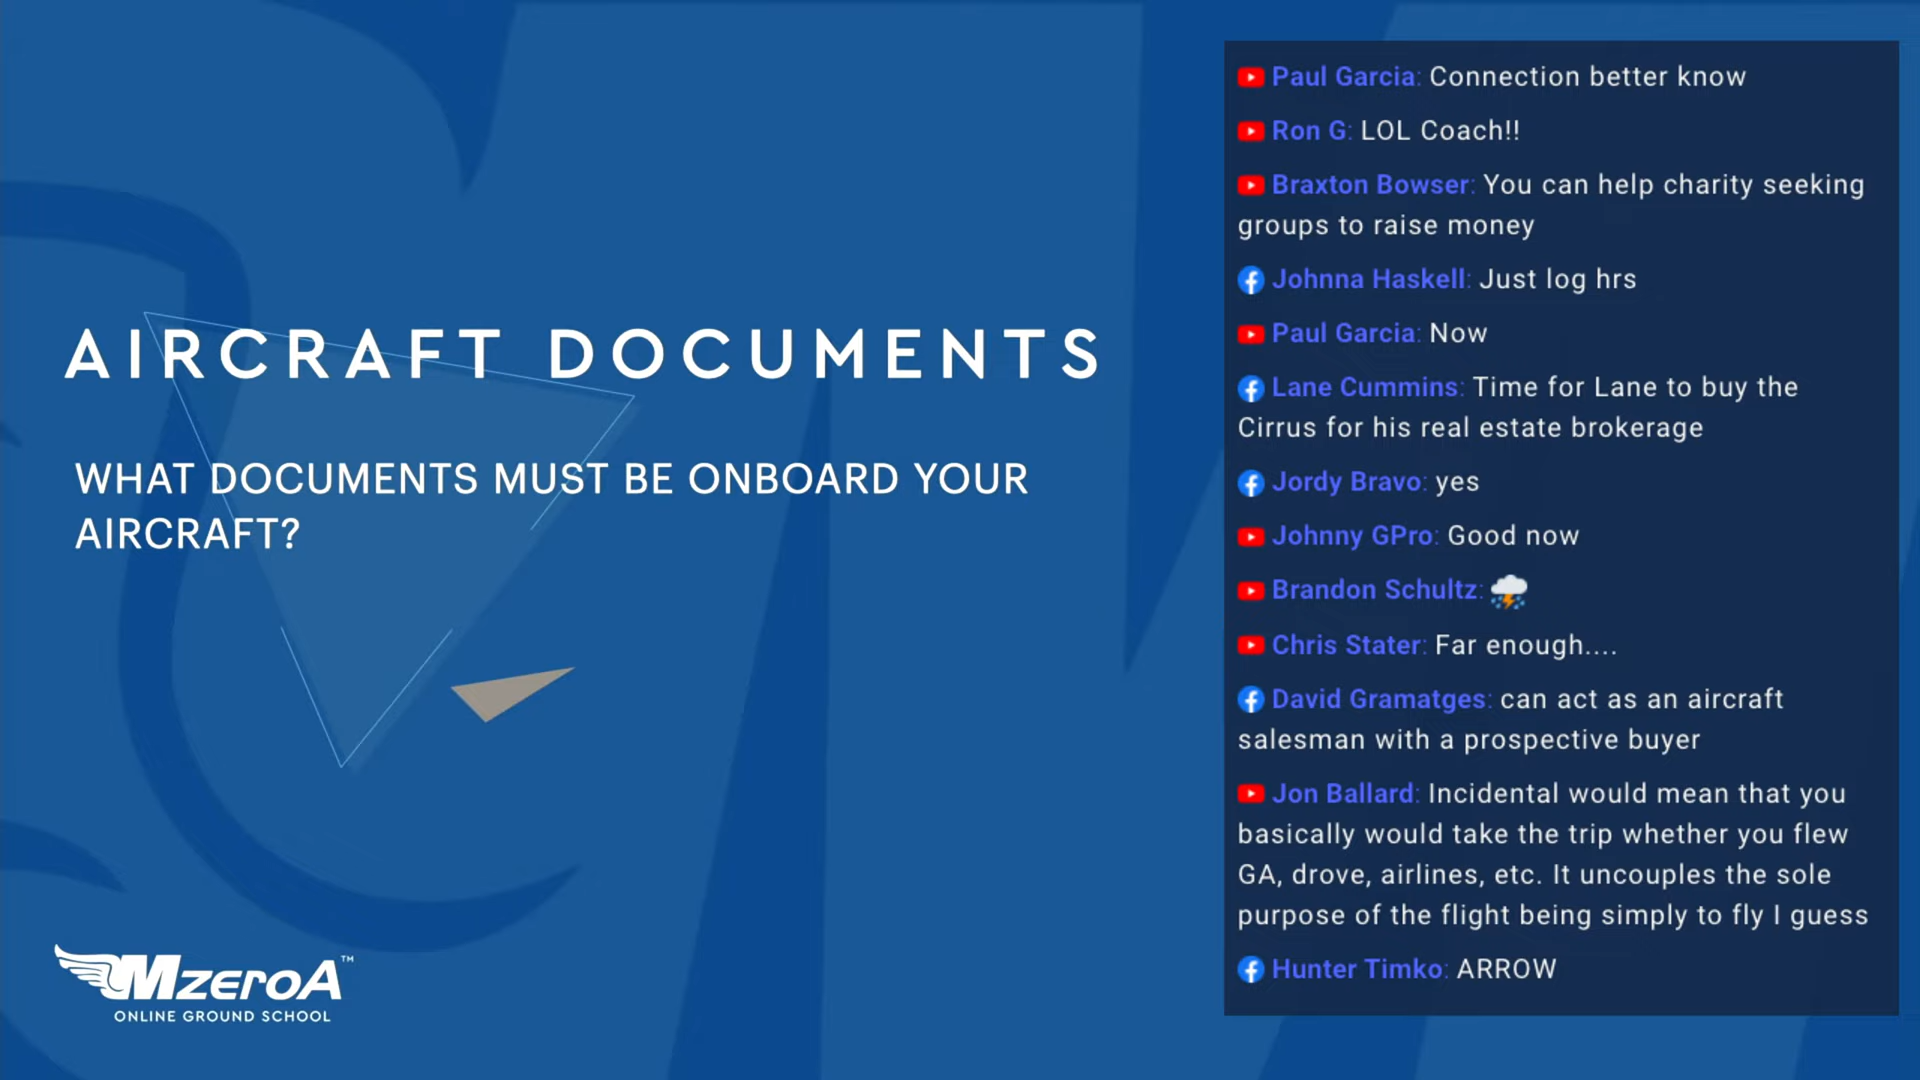 AIRCRAFT DOCUMENTS
WHAT DOCUMENTS MUST BE ONBOARD YOUR
AIRCRAFT?
MzeroA™
ONLINE GROUND SCHOOL
Paul Garcia: Connection better know
Ron G: LOL Coach!!
Braxton Bowser: You can help charity seeking
groups to raise money
Johnna Haskell: Just log hrs
Paul Garcia: Now
Lane Cummins: Time for Lane to buy the
Cirrus for his real estate brokerage
Jordy Bravo: yes
Johnny GPro: Good now
Brandon Schultz: ⛈️
Chris Stater: Far enough....
David Gramatges: can act as an aircraft
salesman with a prospective buyer
Jon Ballard: Incidental would mean that you
basically would take the trip whether you flew
GA, drove, airlines, etc. It uncouples the sole
purpose of the flight being simply to fly I guess
Hunter Timko: ARROW